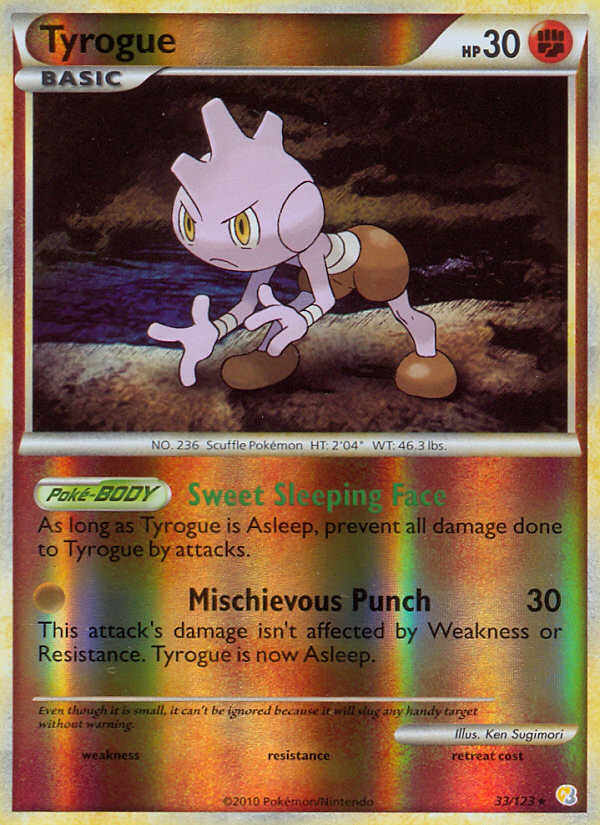 Tyrogue
HP 30
BASIC
NO. 236 Scuffle Pokémon HT: 2'04" WT: 46.3 lbs.
Poké-BODY Sweet Sleeping Face
As long as Tyrogue is Asleep, prevent all damage done
to Tyrogue by attacks.
Mischievous Punch 30
This attack's damage isn't affected by Weakness or
Resistance. Tyrogue is now Asleep.
Even though it is small, it can't be ignored because it will slug any handy target
without warning.
Illus. Ken Sugimori
weakness resistance retreat cost
©2010 Pokémon/Nintendo 33/123 ★